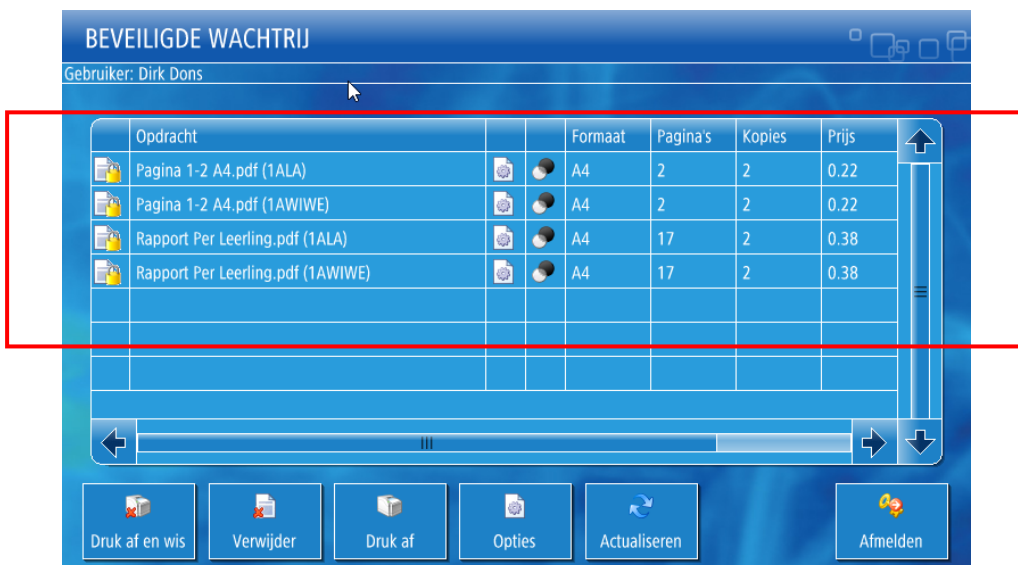 BEVEILIGDE WACHTRIJ
Gebruiker: Dirk Dons
Opdracht Formaat Pagina's Kopies Prijs
Pagina 1-2 A4.pdf (1ALA) A4 2 2 0.22
Pagina 1-2 A4.pdf (1AWIWE) A4 2 2 0.22
Rapport Per Leerling.pdf (1ALA) A4 17 2 0.38
Rapport Per Leerling.pdf (1AWIWE) A4 17 2 0.38
Druk af en wis Verwijder Druk af Opties Actualiseren Afmelden